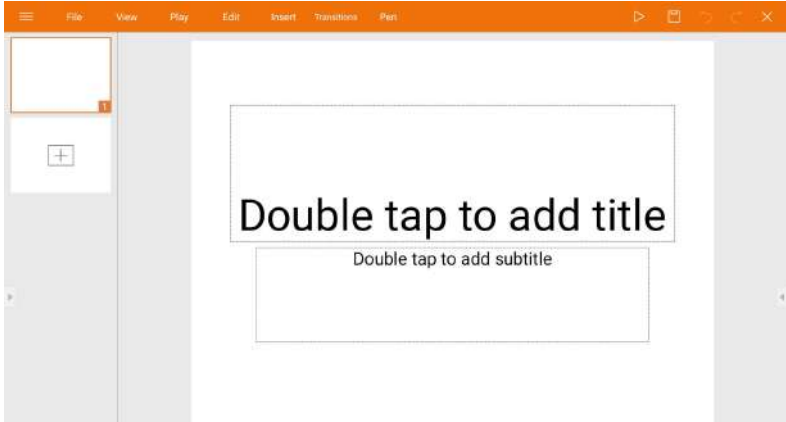 File View Play Edit Insert Transitions Pen
1
Double tap to add title
Double tap to add subtitle